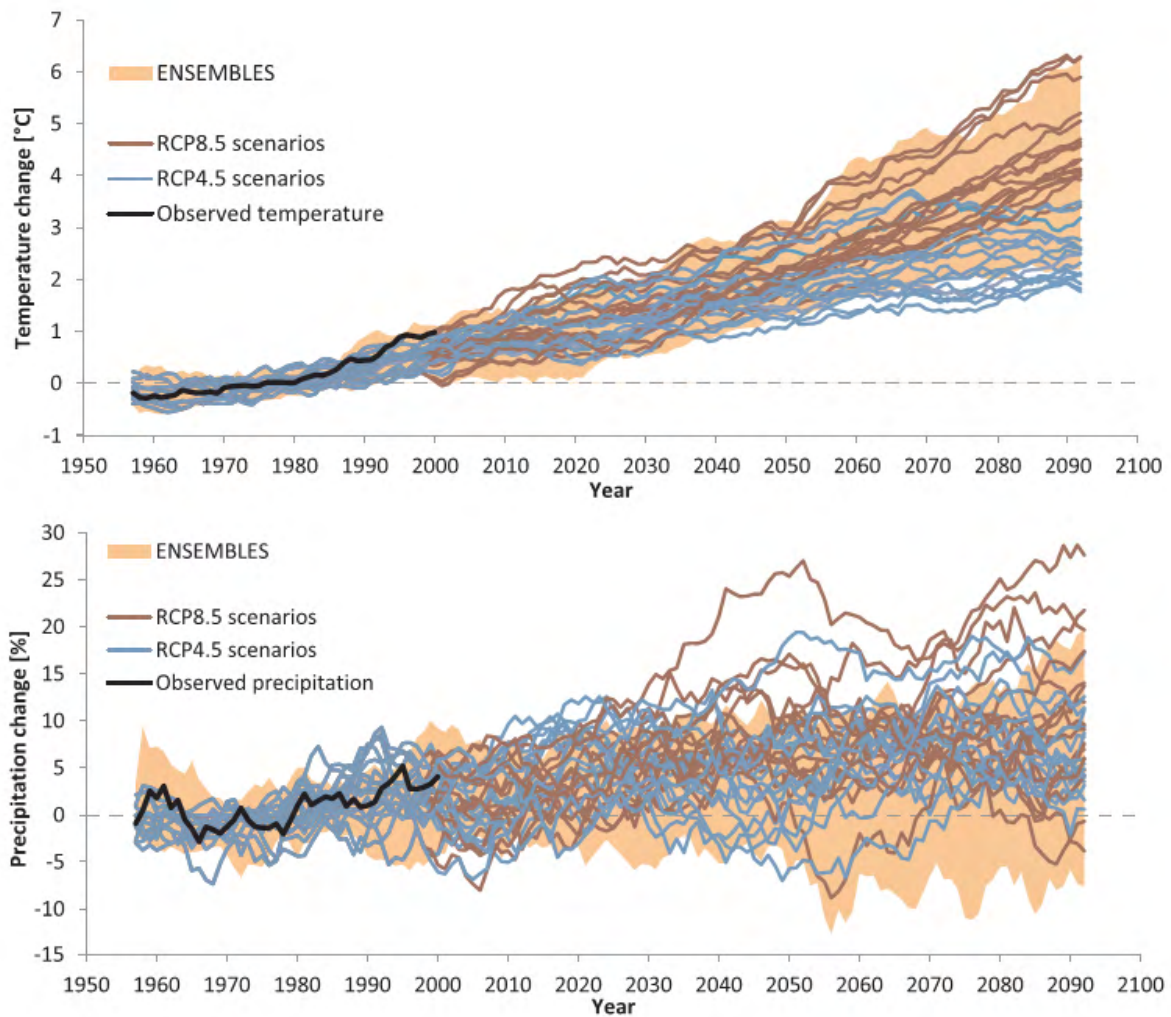 7
6
5
4
3
2
1
0
-1
Temperature change [°C]
ENSEMBLES
RCP8.5 scenarios
RCP4.5 scenarios
Observed temperature
1950 1960 1970 1980 1990 2000 2010 2020 2030 2040 2050 2060 2070 2080 2090 2100
Year
30
25
20
15
10
5
0
-5
-10
-15
Precipitation change [%]
ENSEMBLES
RCP8.5 scenarios
RCP4.5 scenarios
Observed precipitation
1950 1960 1970 1980 1990 2000 2010 2020 2030 2040 2050 2060 2070 2080 2090 2100
Year